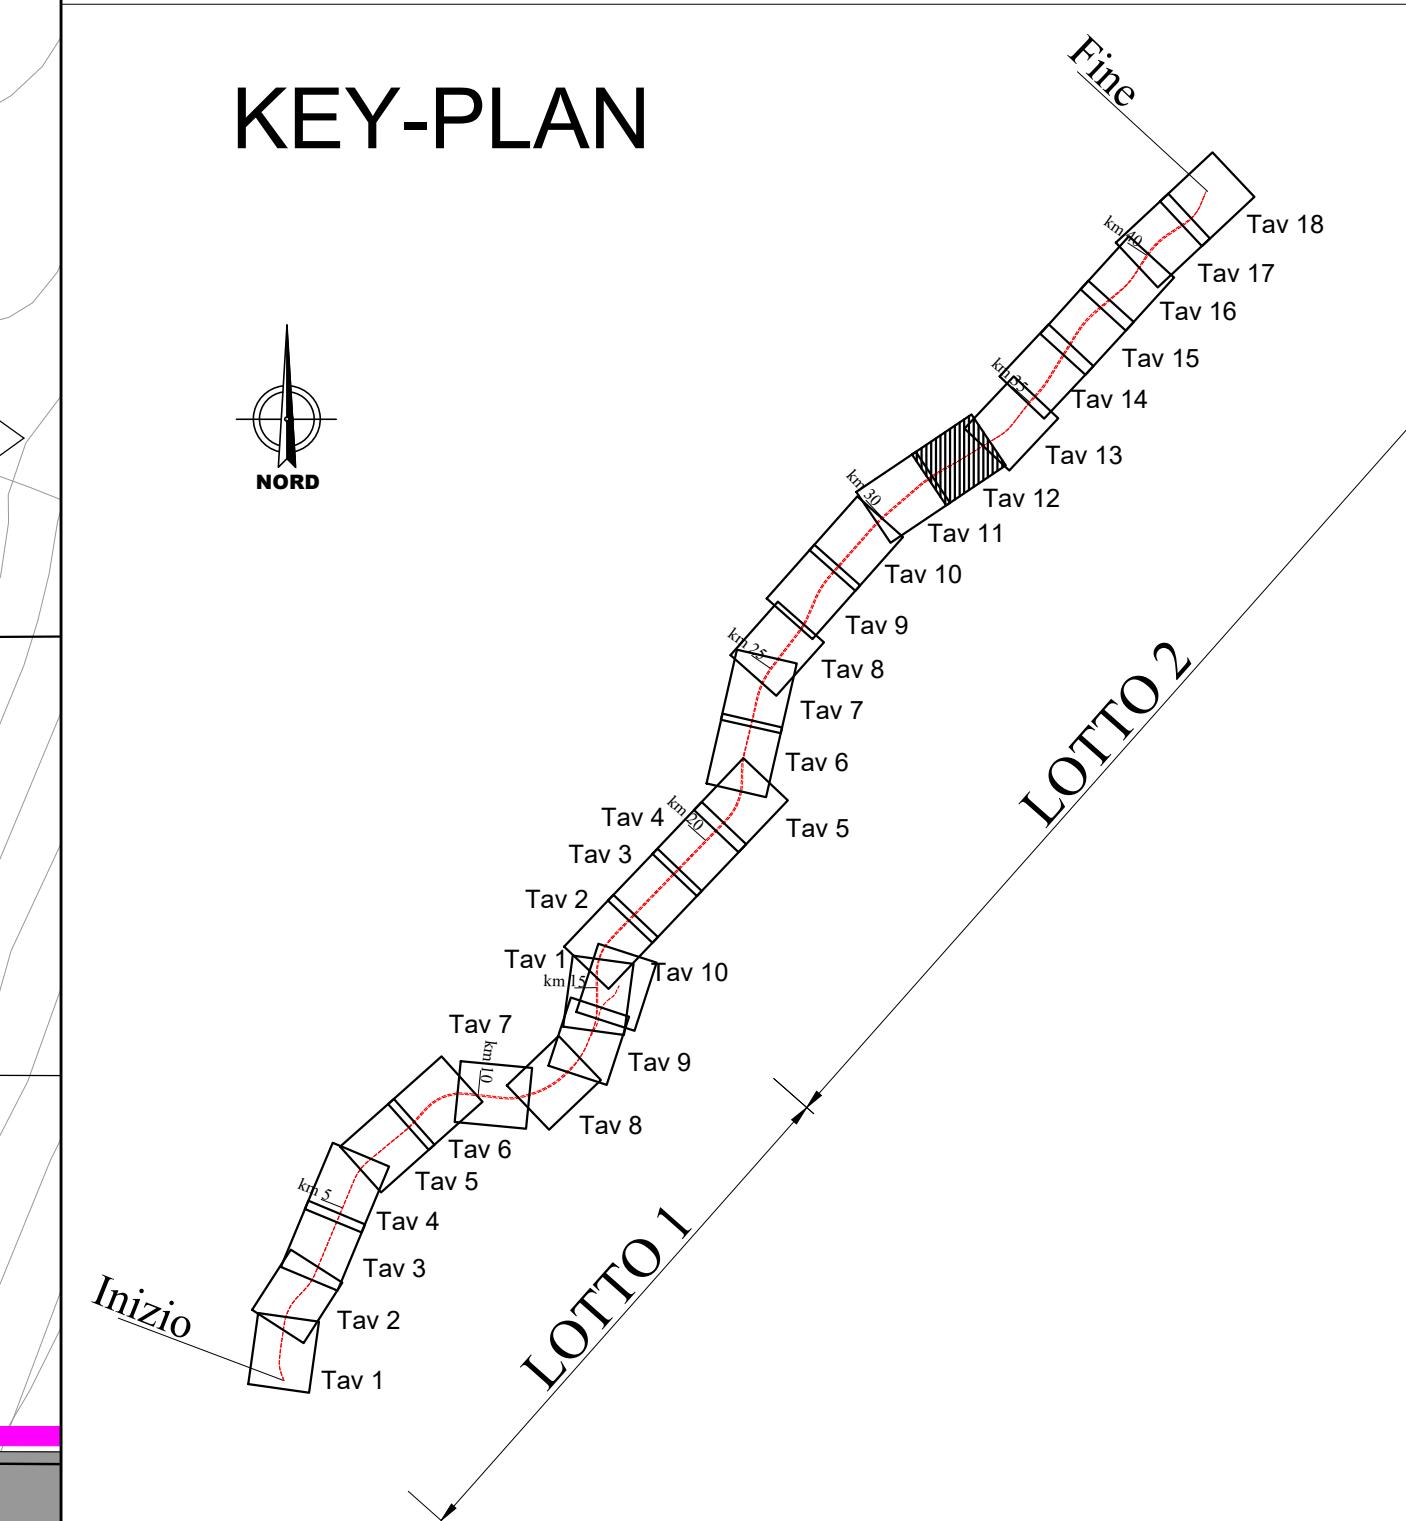 KEY-PLAN
Fine
Tav 18
km 40
Tav 17
Tav 16
Tav 15
km 35
Tav 14
Tav 13
NORD
km 30
Tav 12
Tav 11
Tav 10
Tav 9
km 25
Tav 8
Tav 7
LOTTO 2
Tav 6
km 20
Tav 4
Tav 5
Tav 3
Tav 2
Tav 1
Tav 10
km 15
Tav 7
km 10
Tav 9
Tav 8
Tav 6
Tav 5
km 5
Tav 4
Tav 3
LOTTO 1
Inizio
Tav 2
Tav 1